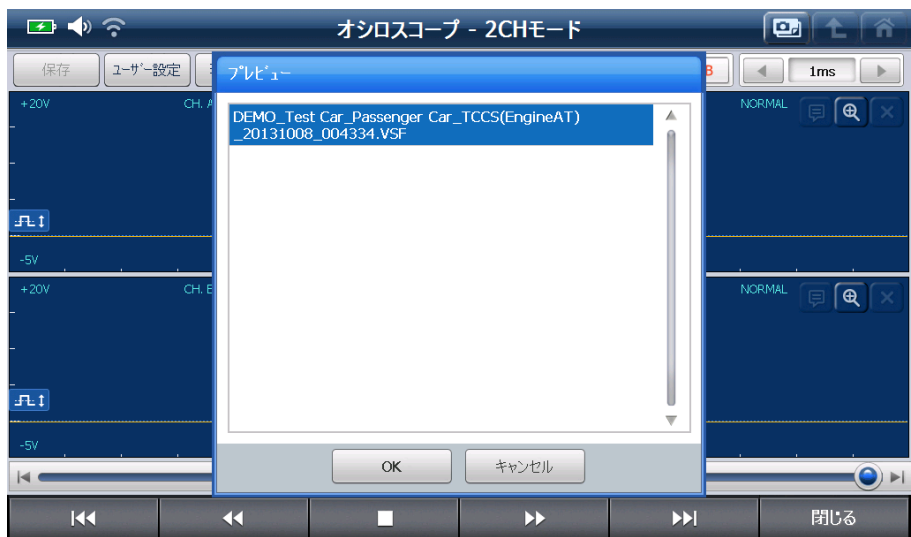 オシロスコープ - 2CHモード
保存
ユーザー設定
ﾌﾟﾚﾋﾞｭｰ
B
1ms
+20V
CH. A
NORMAL
DEMO_Test Car_Passenger Car_TCCS(EngineAT)
_20131008_004334.VSF
-5V
+20V
CH. B
NORMAL
-5V
OK
キャンセル
閉じる